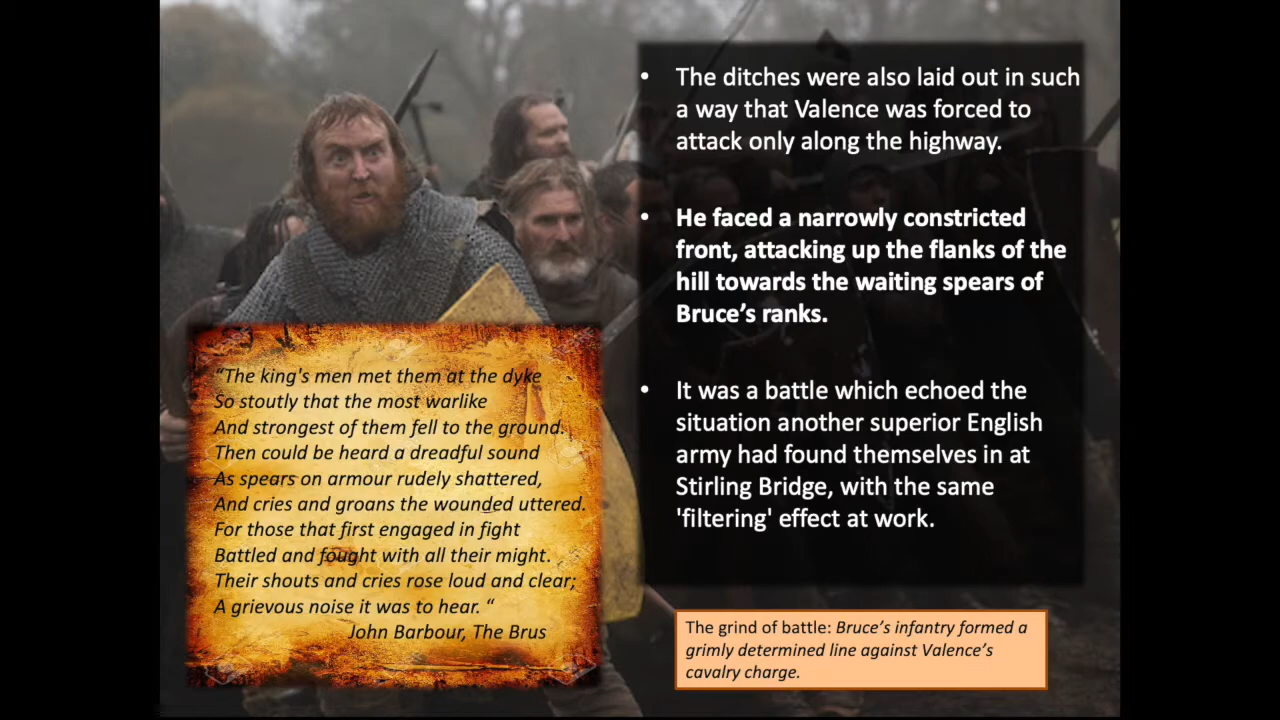 • The ditches were also laid out in such
a way that Valence was forced to
attack only along the highway.
• He faced a narrowly constricted
front, attacking up the flanks of the
hill towards the waiting spears of
Bruce’s ranks.
• It was a battle which echoed the
situation another superior English
army had found themselves in at
Stirling Bridge, with the same
'filtering' effect at work.
“The king's men met them at the dyke
So stoutly that the most warlike
And strongest of them fell to the ground.
Then could be heard a dreadful sound
As spears on armour rudely shattered,
And cries and groans the wounded uttered.
For those that first engaged in fight
Battled and fought with all their might.
Their shouts and cries rose loud and clear;
A grievous noise it was to hear. “
John Barbour, The Brus
The grind of battle: Bruce’s infantry formed a
grimly determined line against Valence’s
cavalry charge.